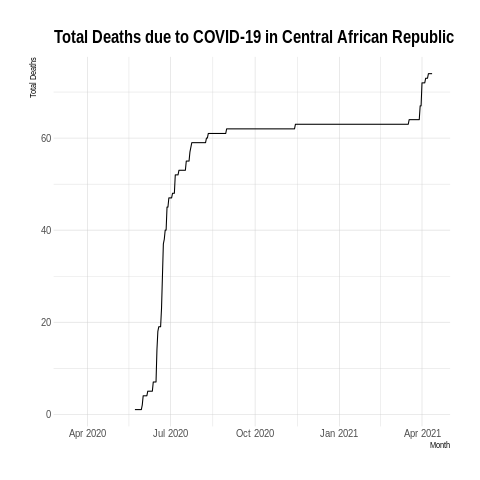 Total Deaths due to COVID-19 in Central African Republic
Total Deaths
60
40
20
0
Apr 2020 Jul 2020 Oct 2020 Jan 2021 Apr 2021
Month